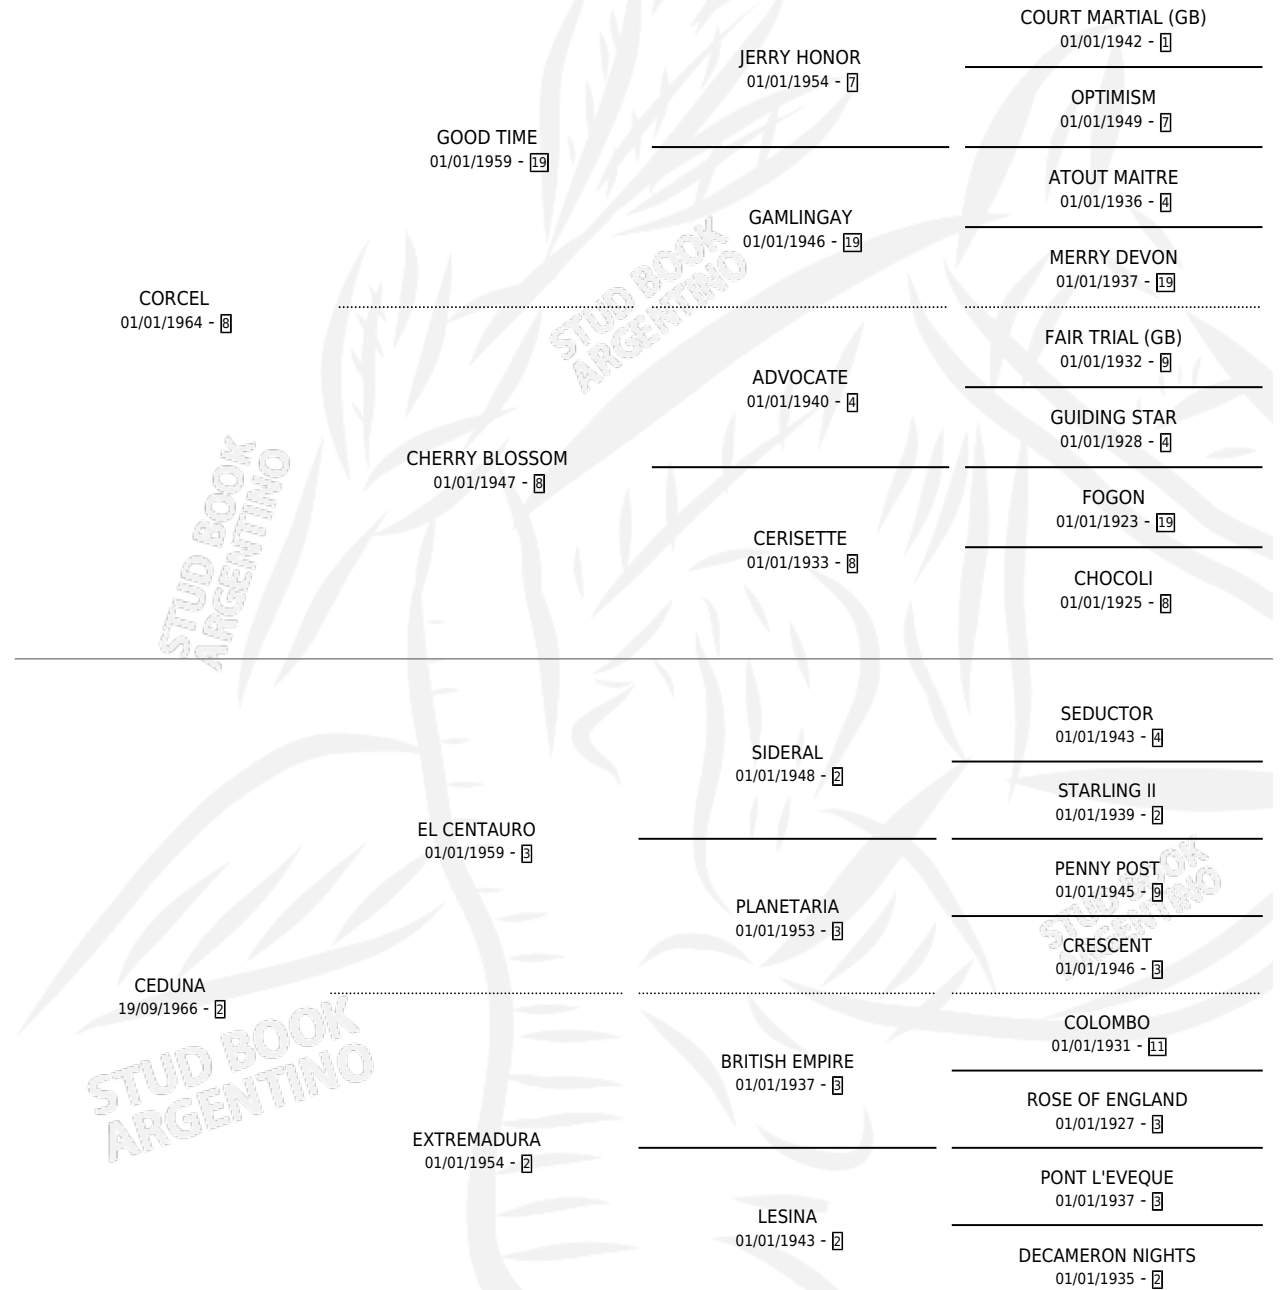 COURT MARTIAL (GB)
01/01/1942 - 1
JERRY HONOR
01/01/1954 - 7
OPTIMISM
01/01/1949 - 7
GOOD TIME
01/01/1959 - 19
ATOUT MAITRE
01/01/1936 - 4
GAMLINGAY
01/01/1946 - 19
MERRY DEVON
01/01/1937 - 19
CORCEL
01/01/1964 - 8
FAIR TRIAL (GB)
01/01/1932 - 9
ADVOCATE
01/01/1940 - 4
GUIDING STAR
01/01/1928 - 4
CHERRY BLOSSOM
01/01/1947 - 8
FOGON
01/01/1923 - 19
CERISETTE
01/01/1933 - 8
CHOCOLI
01/01/1925 - 8
SEDUCTOR
01/01/1943 - 4
SIDERAL
01/01/1948 - 2
STARLING II
01/01/1939 - 2
EL CENTAURO
01/01/1959 - 3
PENNY POST
01/01/1945 - 9
PLANETARIA
01/01/1953 - 3
CRESCENT
01/01/1946 - 3
CEDUNA
19/09/1966 - 2
COLOMBO
01/01/1931 - 11
BRITISH EMPIRE
01/01/1937 - 3
ROSE OF ENGLAND
01/01/1927 - 3
EXTREMADURA
01/01/1954 - 2
PONT L'EVEQUE
01/01/1937 - 3
LESINA
01/01/1943 - 2
DECAMERON NIGHTS
01/01/1935 - 2
STUD BOOK
ARGENTINO
STUD BOOK
ARGENTINO
STUD BOOK
ARGENTINO
STUD BOOK
ARGENTINO